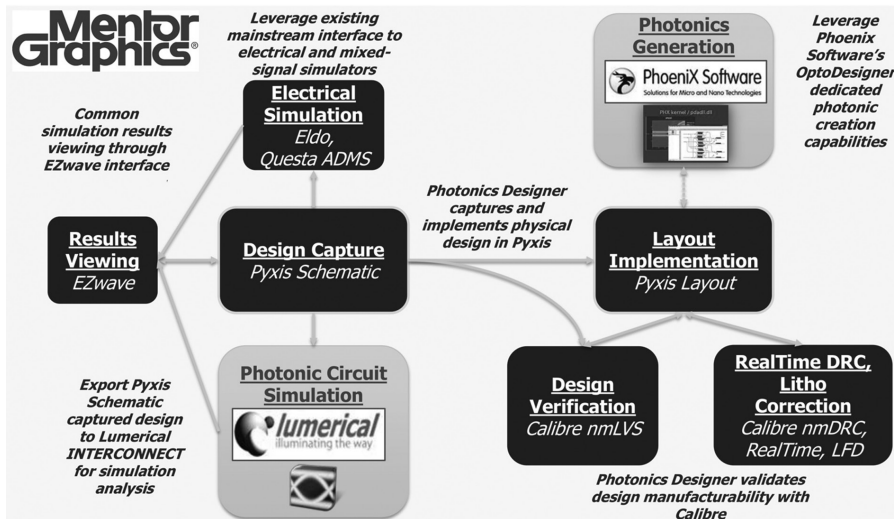 Mentor
Graphics®
Leverage existing
mainstream interface to
electrical and mixed-
signal simulators
Electrical
Simulation
Eldo,
Questa ADMS
Photonics
Generation
PhoeniX Software
Solutions for Micro and Nano Technologies
PHX kernel / pdadl.dll
Leverage
Phoenix
Software's
OptoDesigner
dedicated
photonic
creation
capabilities
Common
simulation results
viewing through
EZwave interface
Results
Viewing
EZwave
Design Capture
Pyxis Schematic
Photonics Designer
captures and
implements physical
design in Pyxis
Layout
Implementation
Pyxis Layout
Export Pyxis
Schematic
captured design
to Lumerical
INTERCONNECT
for simulation
analysis
Photonic Circuit
Simulation
lumerical
illuminating the way
Design
Verification
Calibre nmLVS
RealTime DRC,
Litho
Correction
Calibre nmDRC,
RealTime, LFD
Photonics Designer validates
design manufacturability with
Calibre